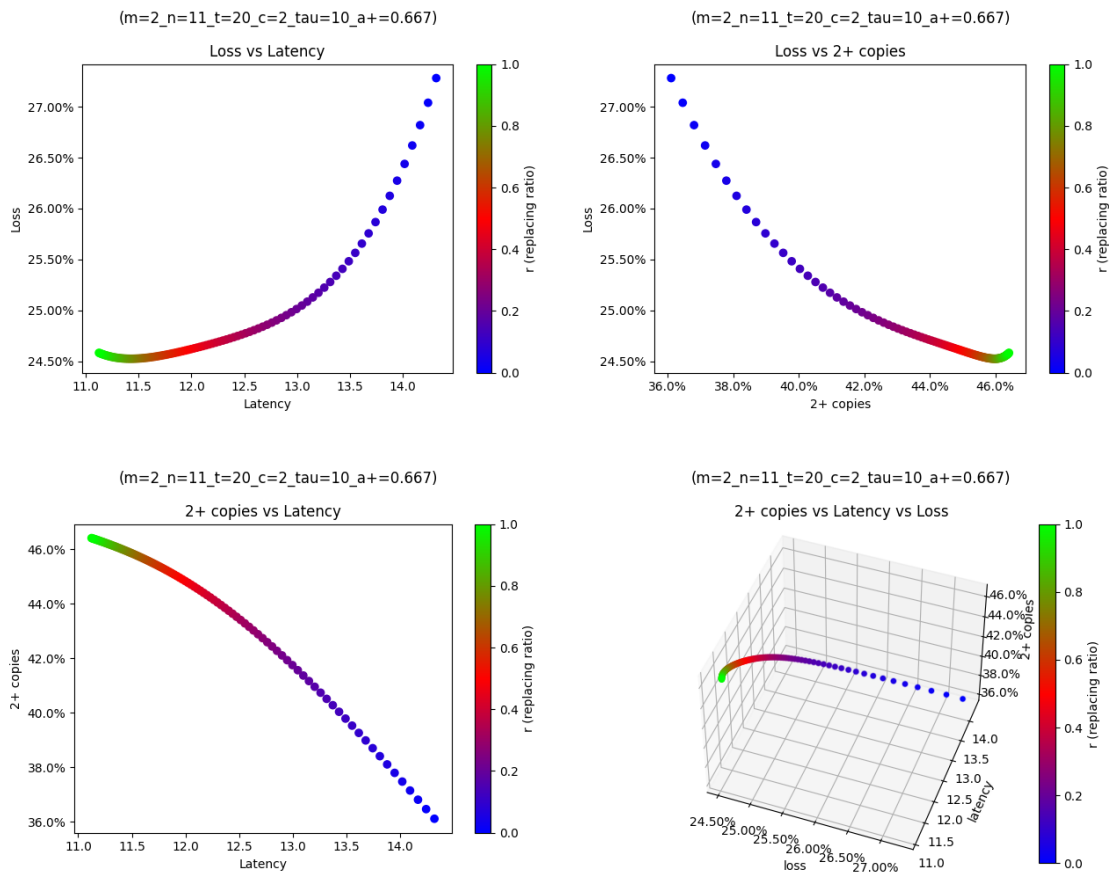 (m=2_n=11_t=20_c=2_tau=10_a+=0.667)
Loss vs Latency
27.00%
26.50%
26.00%
25.50%
25.00%
24.50%
Loss
11.0 11.5 12.0 12.5 13.0 13.5 14.0
Latency
1.0
0.8
0.6
0.4
0.2
0.0
r (replacing ratio)
(m=2_n=11_t=20_c=2_tau=10_a+=0.667)
Loss vs 2+ copies
27.00%
26.50%
26.00%
25.50%
25.00%
24.50%
Loss
36.0% 38.0% 40.0% 42.0% 44.0% 46.0%
2+ copies
1.0
0.8
0.6
0.4
0.2
0.0
r (replacing ratio)
(m=2_n=11_t=20_c=2_tau=10_a+=0.667)
2+ copies vs Latency
46.0%
44.0%
42.0%
40.0%
38.0%
36.0%
2+ copies
11.0 11.5 12.0 12.5 13.0 13.5 14.0
Latency
1.0
0.8
0.6
0.4
0.2
0.0
r (replacing ratio)
(m=2_n=11_t=20_c=2_tau=10_a+=0.667)
2+ copies vs Latency vs Loss
46.0%
44.0%
42.0%
40.0%
38.0%
36.0%
2+ copies
14.0
13.5
13.0
12.5
12.0
11.5
11.0
latency
24.50%
25.00%
25.50%
26.00%
26.50%
27.00%
loss
1.0
0.8
0.6
0.4
0.2
0.0
r (replacing ratio)